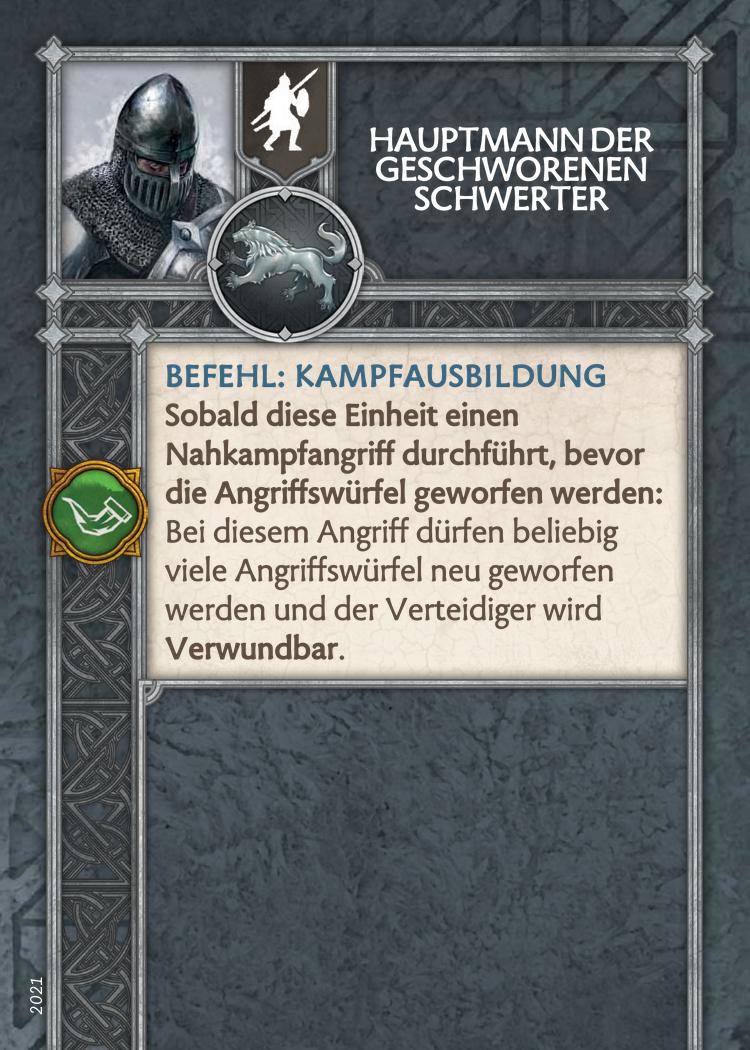 HAUPTMANN DER
GESCHWORENEN
SCHWERTER
BEFEHL: KAMPFAUSBILDUNG
Sobald diese Einheit einen
Nahkampfangriff durchführt, bevor
die Angriffswürfel geworfen werden:
Bei diesem Angriff dürfen beliebig
viele Angriffswürfel neu geworfen
werden und der Verteidiger wird
Verwundbar.
2021